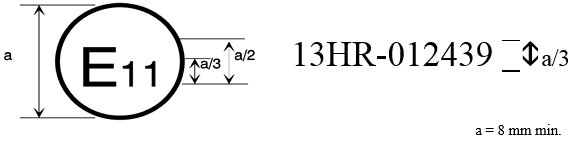 a E11 a/3 a/2 13HR-012439 a/3
a = 8 mm min.